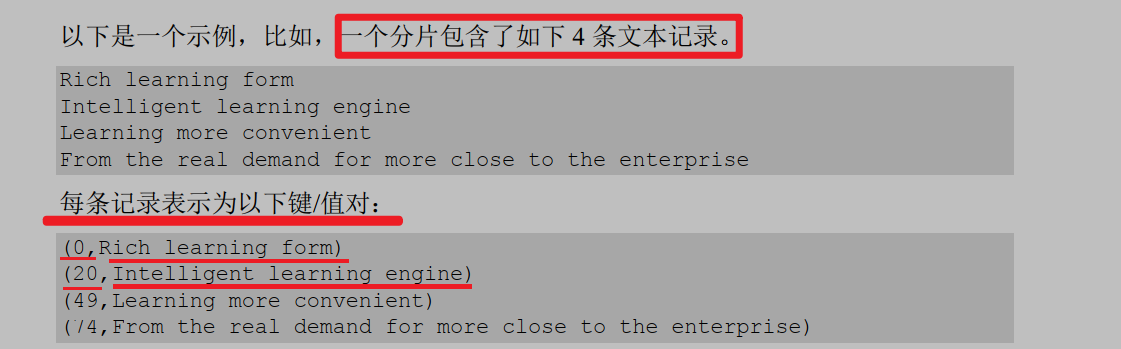 以下是一个示例，比如，一个分片包含了如下 4 条文本记录。
Rich learning form
Intelligent learning engine
Learning more convenient
From the real demand for more close to the enterprise
每条记录表示为以下键/值对：
(0,Rich learning form)
(20,Intelligent learning engine)
(49,Learning more convenient)
(74,From the real demand for more close to the enterprise)